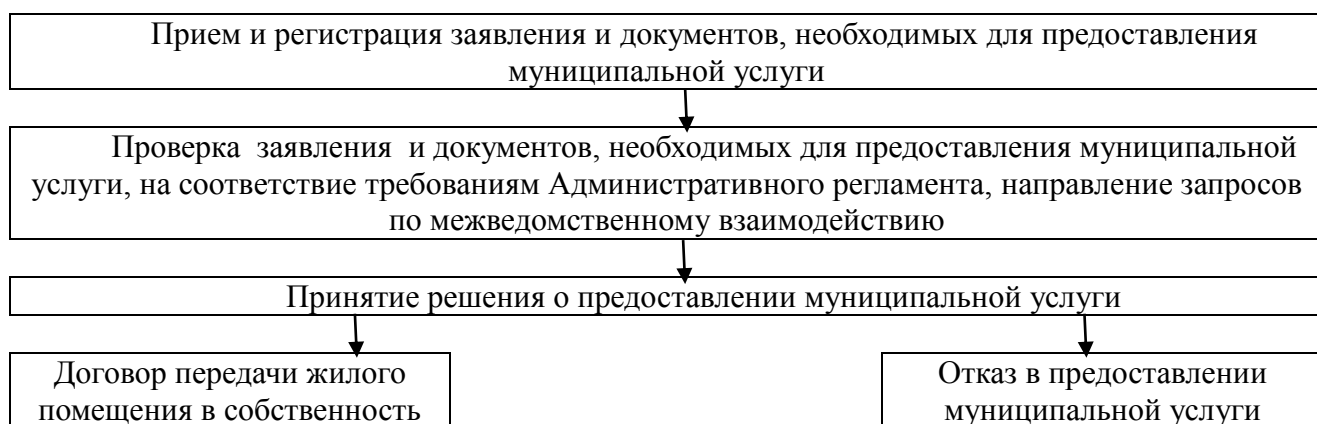 Прием и регистрация заявления и документов, необходимых для предоставления
муниципальной услуги
Проверка  заявления  и документов, необходимых для предоставления муниципальной
услуги, на соответствие требованиям Административного регламента, направление запросов
по межведомственному взаимодействию
Принятие решения о предоставлении муниципальной услуги
Договор передачи жилого
помещения в собственность
Отказ в предоставлении
муниципальной услуги